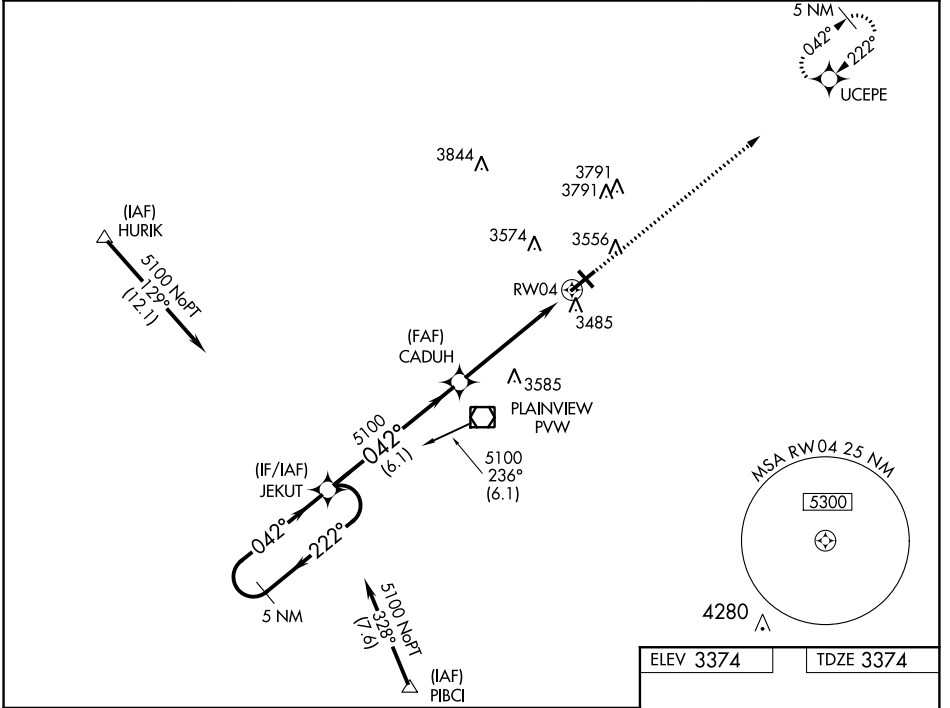 5 NM
042°
222°
UCEPE
3844
3791
3791
(IAF)
HURIK
3574
3556
5100 NoPT
129°
(12.1)
RW04
3485
(FAF)
CADUH
3585
PLAINVIEW
PVW
5100
042°
(6.1)
5100
236°
(6.1)
(IF/IAF)
JEKUT
MSA RW04 25 NM
5300
042°
222°
5 NM
5100 NoPT
328°
(7.6)
4280
(IAF)
PIBCI
ELEV 3374
TDZE 3374